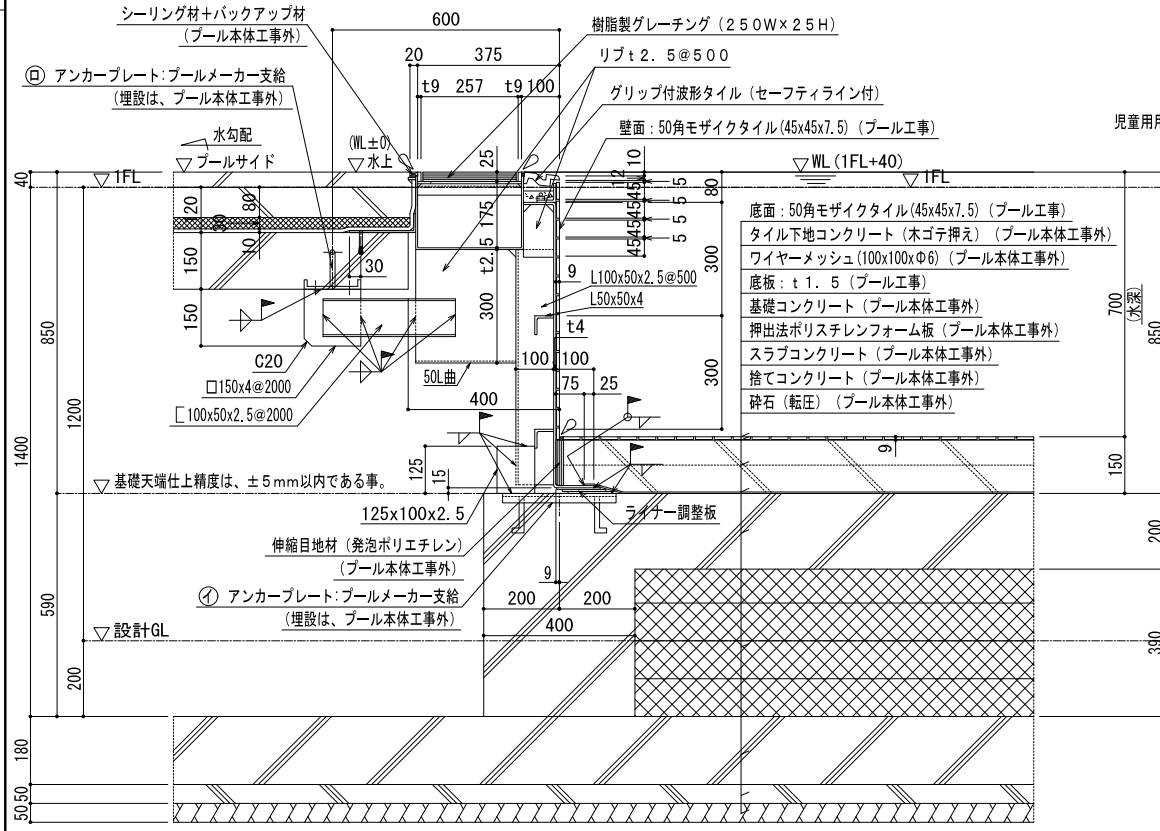 シーリング材＋バックアップ材
(プール本体工事外)
600
樹脂製グレーチング (250W×25H)
20
375
リブt2.5@500
ロ アンカープレート:プールメーカー支給
(埋設は、プール本体工事外)
t9
257
t9
100
グリップ付波形タイル (セーフティライン付)
壁面：50角モザイクタイル(45x45x7.5) (プール工事)
児童用用
水勾配
▽プールサイド
(WL±0)
▽水上
25
12
10
▽WL (1FL+40)
40
▽1FL
▽1FL
120
80
30
10
175
45
45
45
45
5
5
5
5
80
底面：50角モザイクタイル(45x45x7.5) (プール工事)
タイル下地コンクリート (木ゴテ押え) (プール本体工事外)
ワイヤーメッシュ(100x100xΦ6) (プール本体工事外)
底板：t1.5 (プール工事)
基礎コンクリート (プール本体工事外)
押出法ポリスチレンフォーム板 (プール本体工事外)
スラブコンクリート (プール本体工事外)
捨てコンクリート (プール本体工事外)
砕石 (転圧) (プール本体工事外)
150
30
t2.5
9
L100x50x2.5@500
L50x50x4
300
700
(水深)
850
850
150
300
t4
C20
100
100
300
□150x4@2000
50L曲
75
25
[100x50x2.5@2000
400
1200
1400
125
15
9
150
▽基礎天端仕上精度は、±5mm以内である事。
125x100x2.5
ライナー調整板
200
伸縮目地材 (発泡ポリエチレン)
(プール本体工事外)
9
イ アンカープレート:プールメーカー支給
(埋設は、プール本体工事外)
200
200
400
590
▽設計GL
390
200
180
50
50